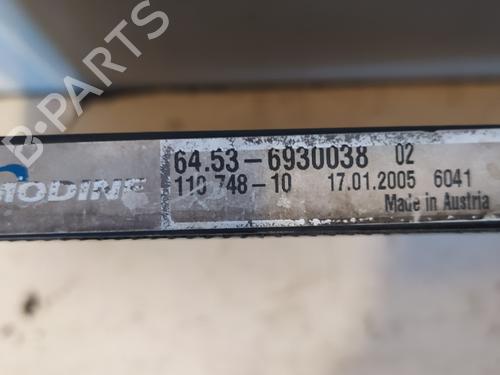 B-PARTS
MODINE
64.53-6930038 02
110 748-10 17.01.2005 6041
Made in Austria